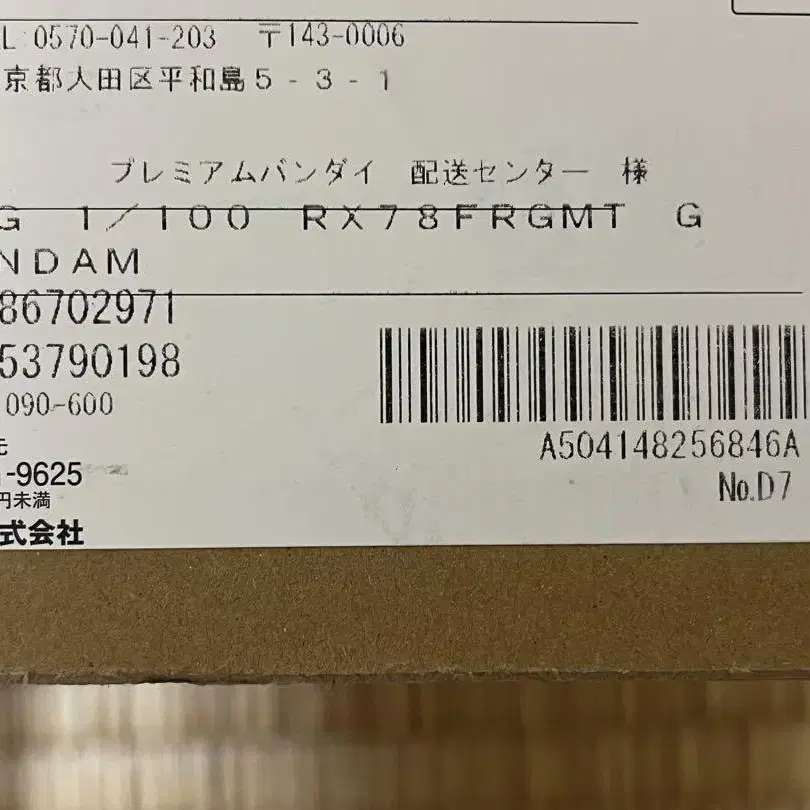 L 0570-041-203 〒143-0006
京都大田区平和島5-3-1
プレミアムバンダイ 配送センター 様
G 1/100 RX78FRGMT G
NDAM
86702971
53790198
090-600
-9625
円未満
式会社
A504148256846A
No.D7